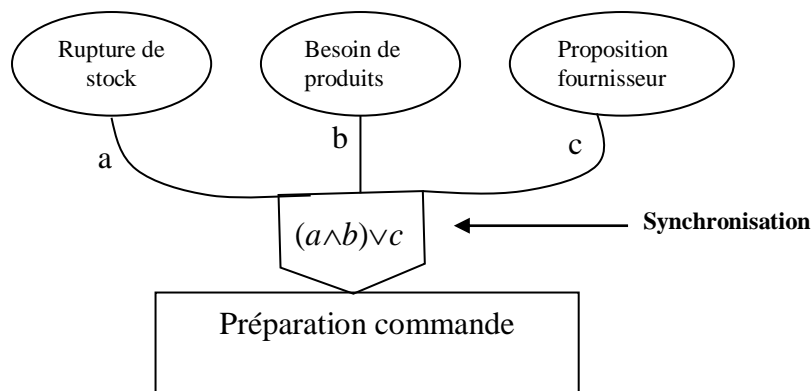 Rupture de
stock
Besoin de
produits
Proposition
fournisseur
a
b
c
(a∧b)∨c
Synchronisation
Préparation commande